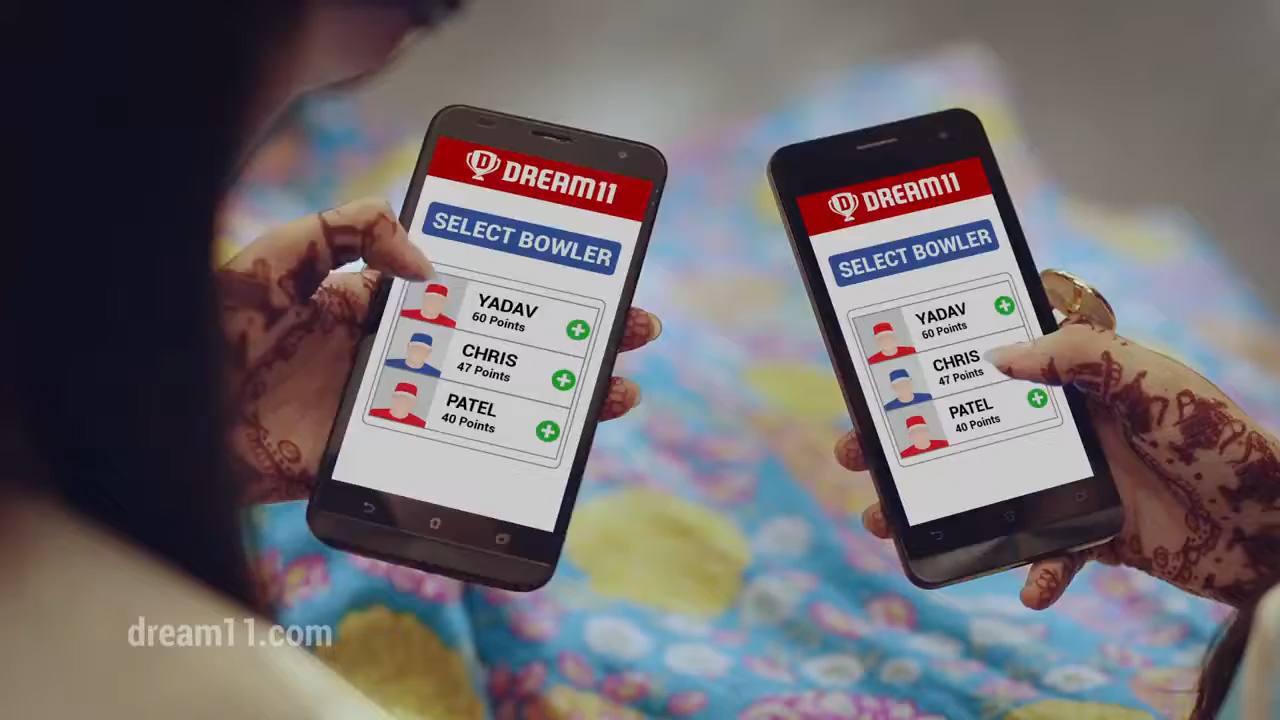 DREAM11
SELECT BOWLER
YADAV
60 Points
CHRIS
47 Points
PATEL
40 Points
DREAM11
SELECT BOWLER
YADAV
60 Points
CHRIS
47 Points
PATEL
40 Points
dream11.com